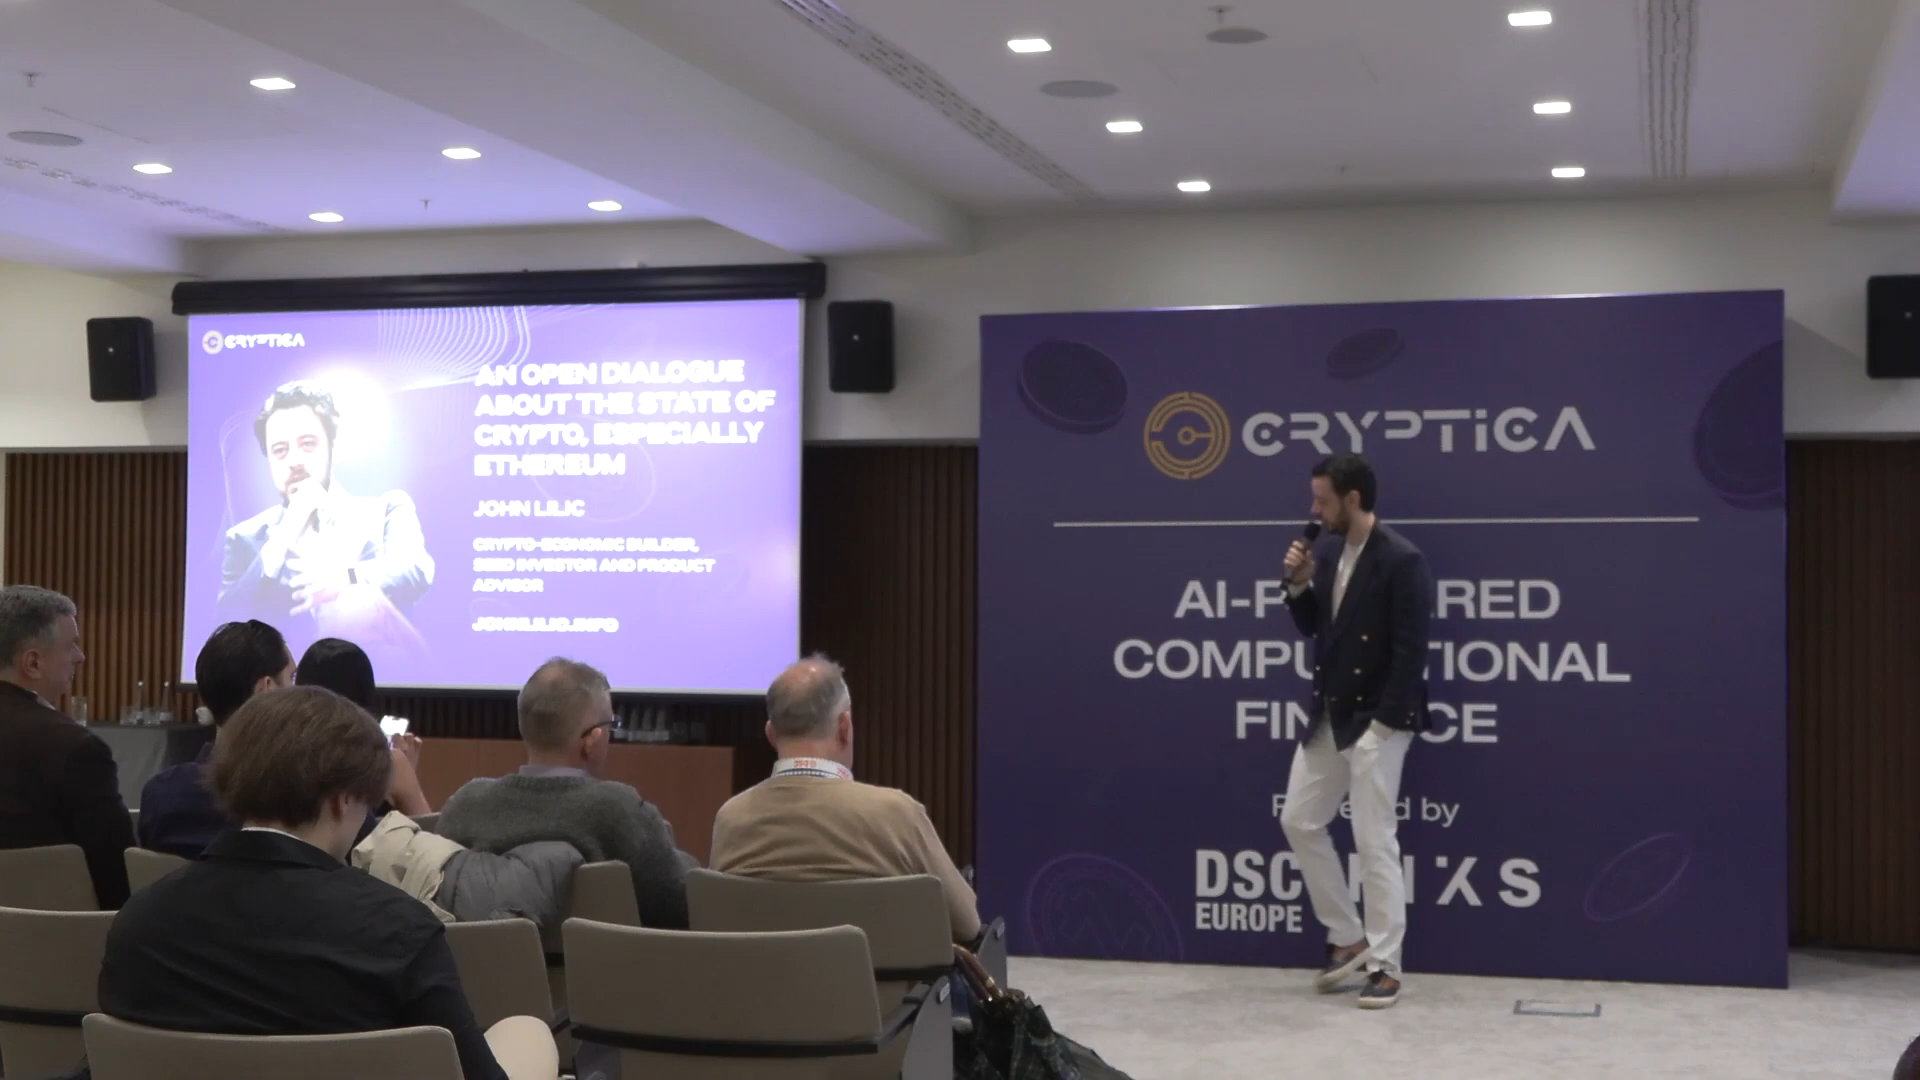 CRYPTICA
AN OPEN DIALOGUE
ABOUT THE STATE OF
CRYPTO, ESPECIALLY
ETHEREUM
JOHN LILIC
CRYPTO-ECONOMIC BUILDER,
SEED INVESTOR AND PRODUCT
ADVISOR
JOHNLILIC.INFO
CRYPTiCA
AI-P ERED
COMPU TIONAL
FIN CE
P e d by
DSC
EUROPE
S